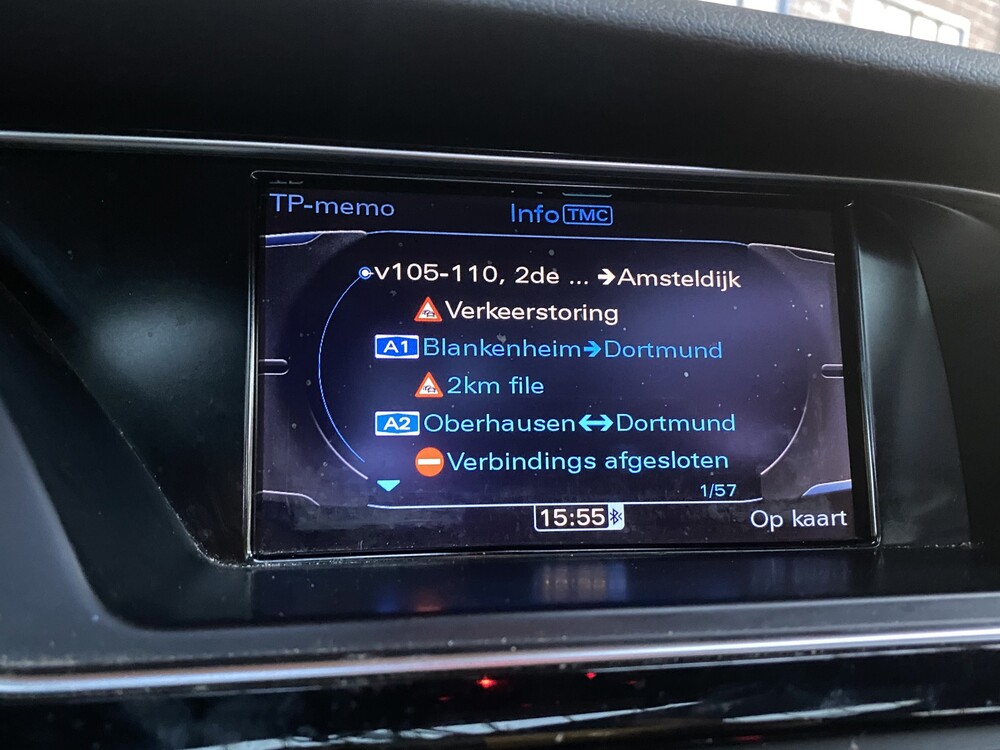 TP-memo
Info TMC
v105-110, 2de ... →Amsteldijk
Verkeerstoring
A1 Blankenheim→Dortmund
2km file
A2 Oberhausen↔Dortmund
Verbindings afgesloten
1/57
15:55
Op kaart